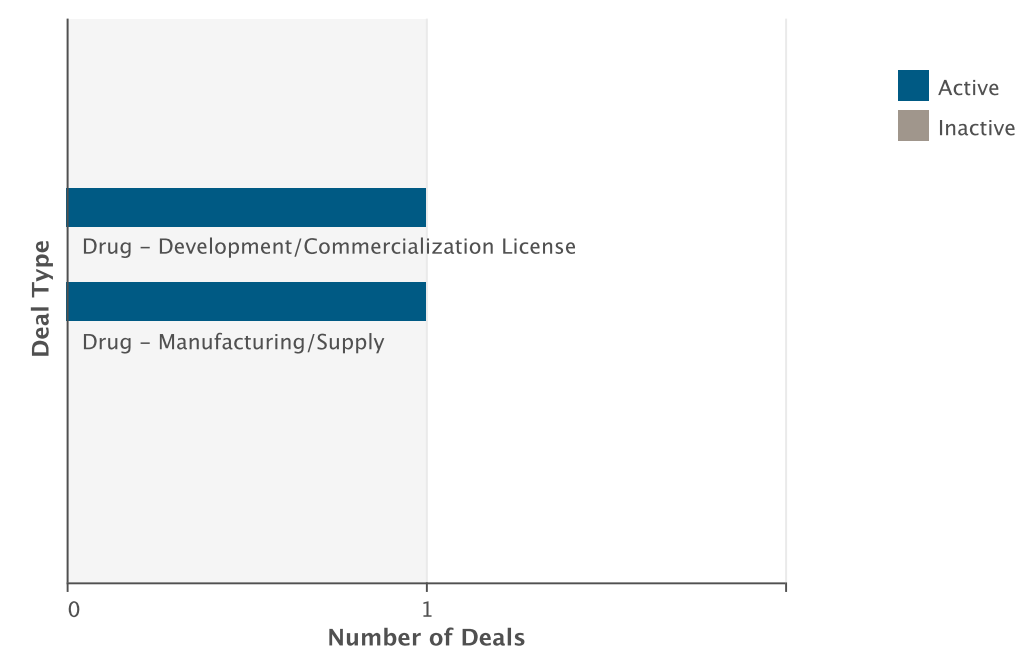 Active
Inactive
Deal Type
Drug – Development/Commercialization License
Drug – Manufacturing/Supply
0
1
Number of Deals